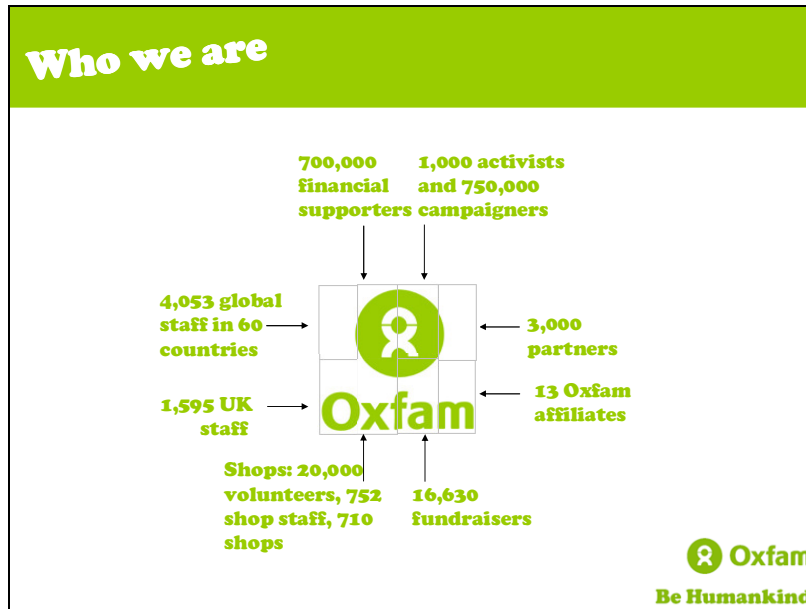 Who we are
700,000
financial
supporters
1,000 activists
and 750,000
campaigners
4,053 global
staff in 60
countries
3,000
partners
1,595 UK
staff
13 Oxfam
affiliates
Oxfam
Shops: 20,000
volunteers, 752
shop staff, 710
shops
16,630
fundraisers
Oxfam
Be Humankind